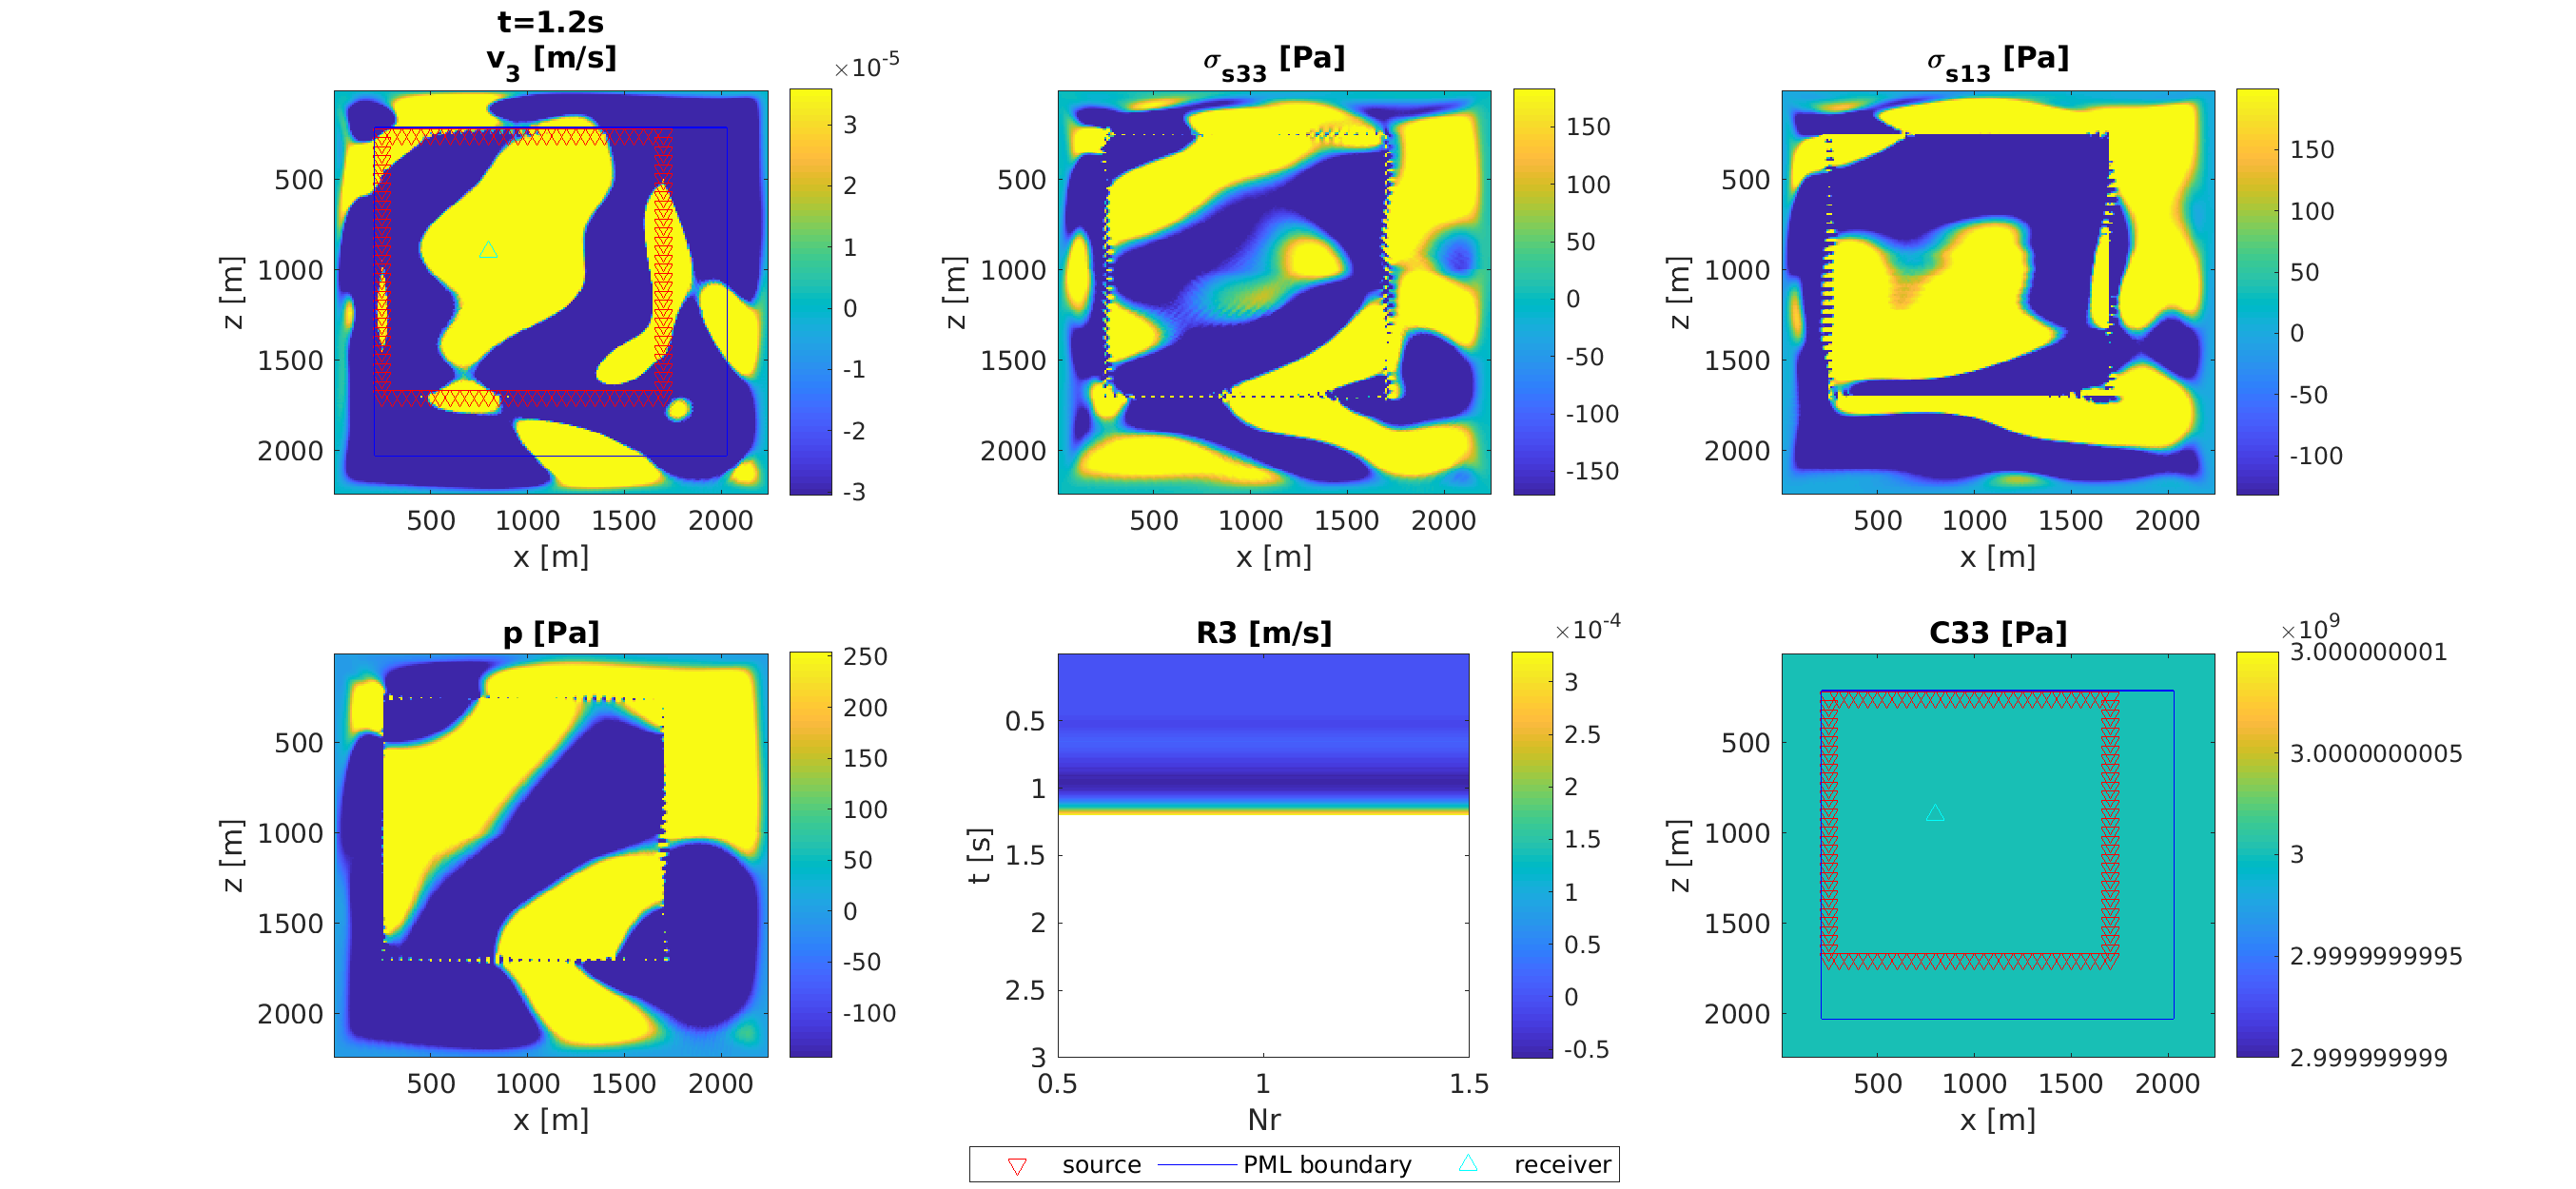 t=1.2s
v3 [m/s]
×10-5
3
2
1
0
-1
-2
-3
500
1000
1500
2000
z [m]
500 1000 1500 2000
x [m]
σs33 [Pa]
150
100
50
0
-50
-100
-150
500
1000
1500
2000
z [m]
500 1000 1500 2000
x [m]
σs13 [Pa]
150
100
50
0
-50
-100
500
1000
1500
2000
z [m]
500 1000 1500 2000
x [m]
p [Pa]
250
200
150
100
50
0
-50
-100
500
1000
1500
2000
z [m]
500 1000 1500 2000
x [m]
R3 [m/s]
×10-4
3
2.5
2
1.5
1
0.5
0
-0.5
0.5
1
1.5
2
2.5
3
t [s]
0.5 1 1.5
Nr
C33 [Pa]
×109
3.000000001
3.0000000005
3
2.9999999995
2.999999999
500
1000
1500
2000
z [m]
500 1000 1500 2000
x [m]
source PML boundary receiver